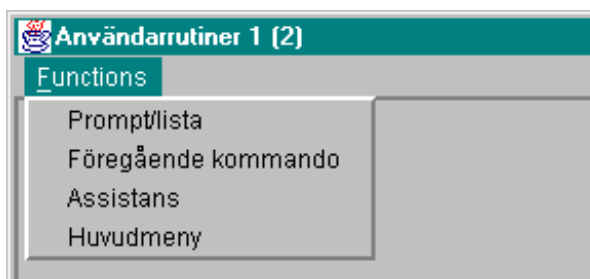 Användarrutiner 1 (2)
Functions
Prompt/lista
Föregående kommando
Assistans
Huvudmeny